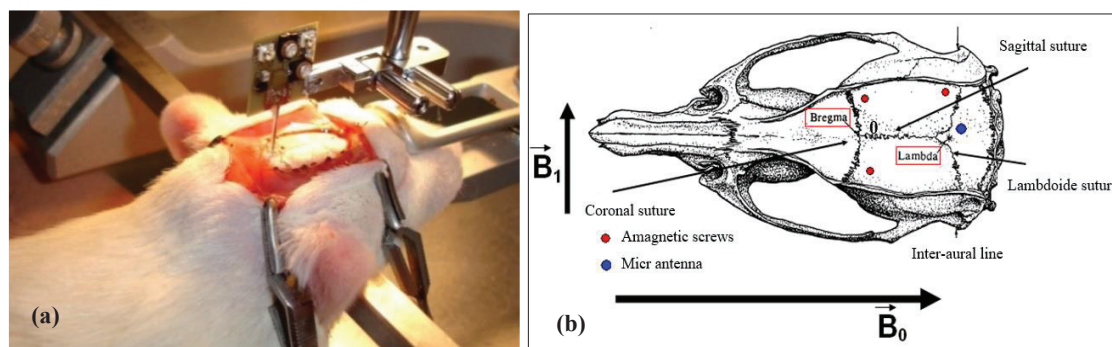 (a)
Sagittal suture
Bregma
0
B₁
Lambda
Lambdoide sutur
Coronal suture
Amagnetic screws
Micr antenna
Inter-aural line
(b)
B₀